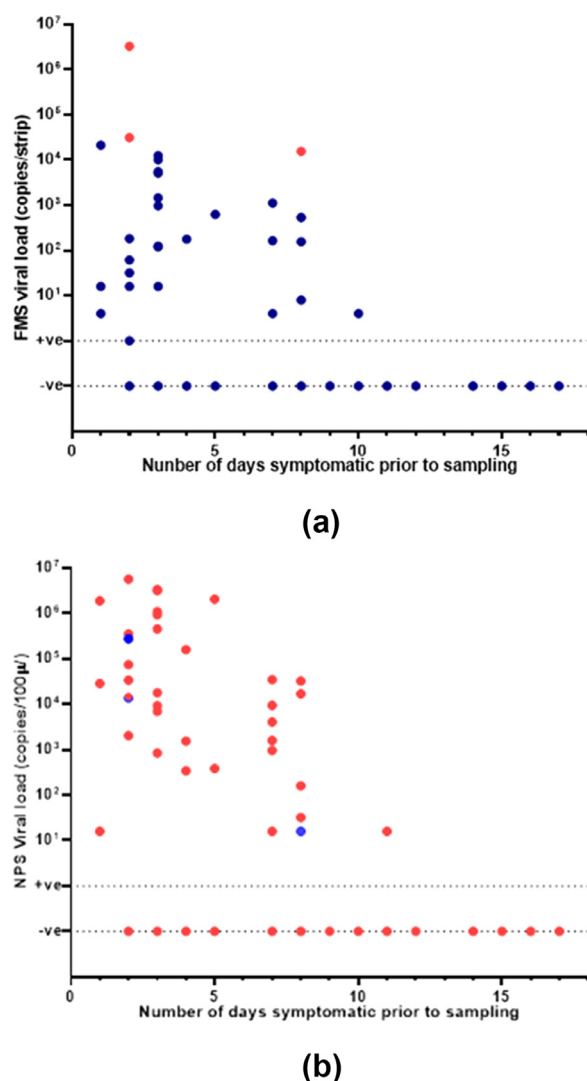 10⁷
10⁶
10⁵
10⁴
10³
10²
10¹
+ve
-ve
FMS viral load (copies/strip)
0 5 10 15
Nunber of days symptomatic prior to sampling
(a)
10⁷
10⁶
10⁵
10⁴
10³
10²
10¹
+ve
-ve
NPS Viral load (copies/100µl)
0 5 10 15
Number of days symptomatic prior to sampling
(b)